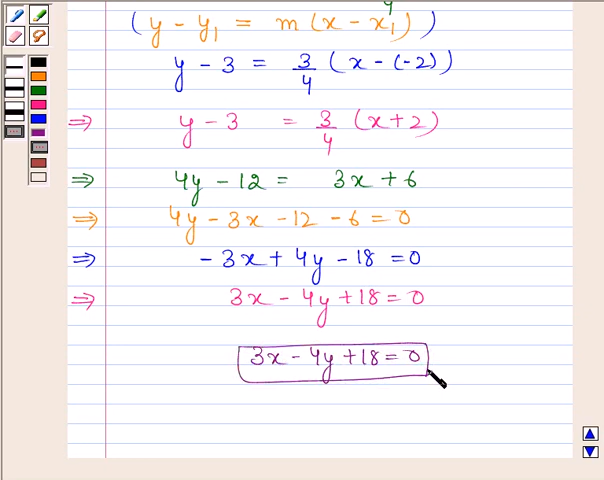 (y - y₁ = m(x - x₁))
y - 3 = 3/4 (x - (-2))
⇒ y - 3 = 3/4 (x + 2)
⇒ 4y - 12 = 3x + 6
⇒ 4y - 3x - 12 - 6 = 0
⇒ - 3x + 4y - 18 = 0
⇒ 3x - 4y + 18 = 0
3x - 4y + 18 = 0